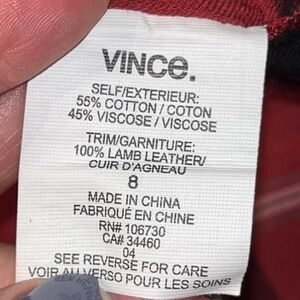 VINCe.
SELF/EXTERIEUR:
55% COTTON / COTON
45% VISCOSE / VISCOSE
TRIM/GARNITURE:
100% LAMB LEATHER/
CUIR D'AGNEAU
8
MADE IN CHINA
FABRIQUÉ EN CHINE
RN# 106730
CA# 34460
04
SEE REVERSE FOR CARE
VOIR AU VERSO POUR LES SOINS